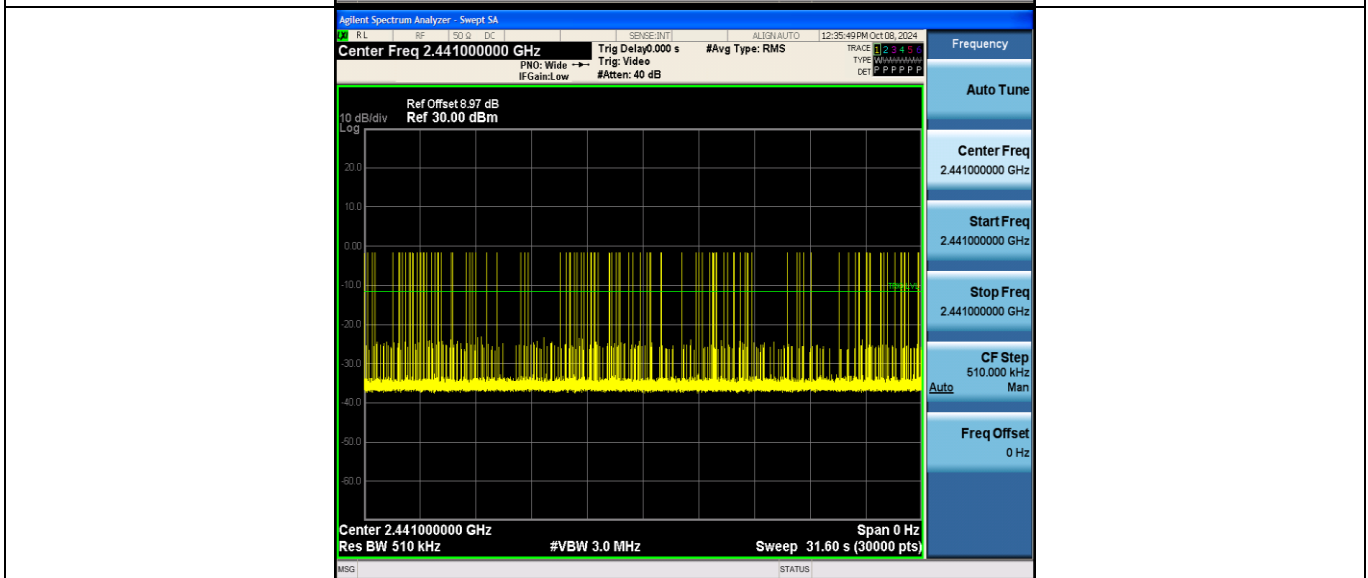 Agilent Spectrum Analyzer - Swept SA
RL RF 50 Ω DC SENSE:INT ALIGNAUTO 12:35:49PM Oct 08, 2024
Center Freq 2.441000000 GHz
PNO: Wide
IFGain:Low
Trig Delay0.000 s
Trig: Video
#Atten: 40 dB
#Avg Type: RMS
TRACE 1 2 3 4 5 6
TYPE
DET P P P P P P
Ref Offset 8.97 dB
10 dB/div Ref 30.00 dBm
Log
20.0
10.0
0.00
-10.0
-20.0
-30.0
-40.0
-50.0
-60.0
Center 2.441000000 GHz Span 0 Hz
Res BW 510 kHz #VBW 3.0 MHz Sweep 31.60 s (30000 pts)
MSG STATUS
Frequency
Auto Tune
Center Freq
2.441000000 GHz
Start Freq
2.441000000 GHz
Stop Freq
2.441000000 GHz
CF Step
510.000 kHz
Auto Man
Freq Offset
0 Hz